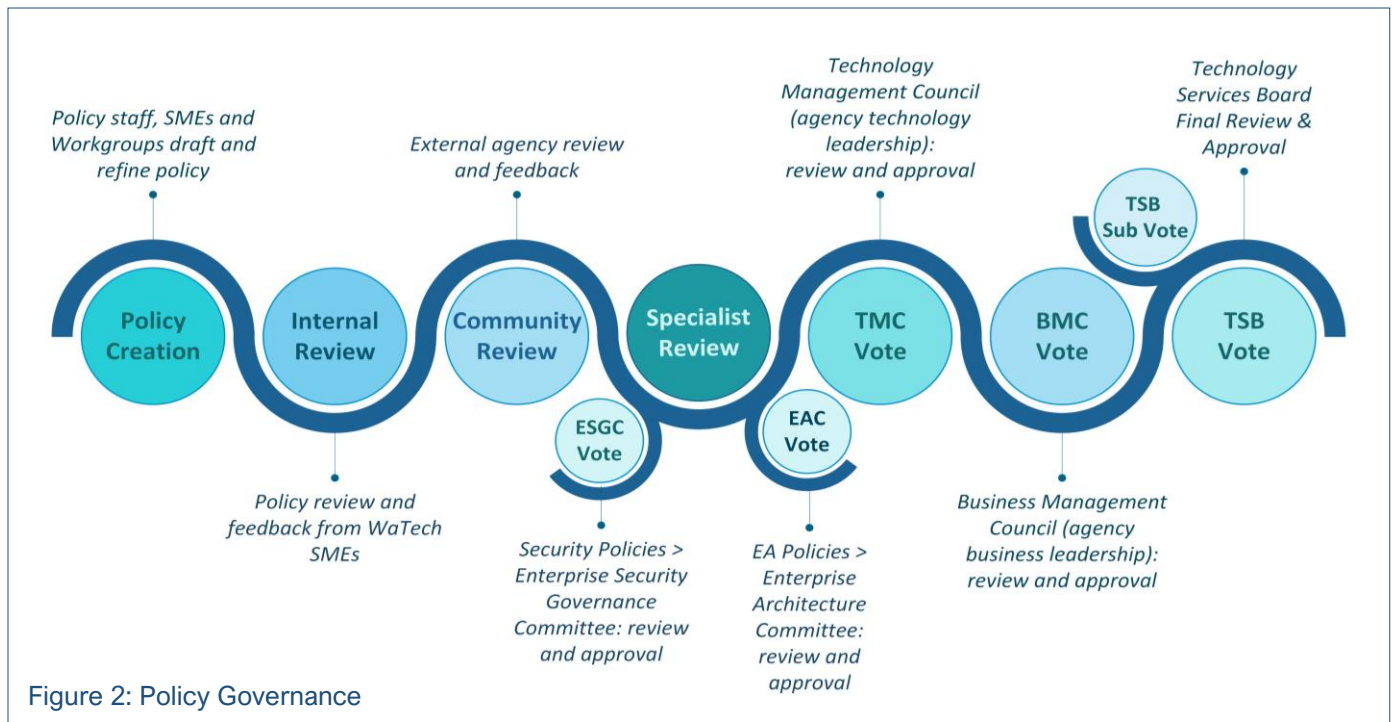 Policy staff, SMEs and
Workgroups draft and
refine policy
External agency review
and feedback
Technology
Management Council
(agency technology
leadership):
review and approval
Technology
Services Board
Final Review &
Approval
TSB
Sub Vote
Policy
Creation
Internal
Review
Community
Review
Specialist
Review
TMC
Vote
BMC
Vote
TSB
Vote
ESGC
Vote
EAC
Vote
Policy review and
feedback from WaTech
SMEs
Security Policies >
Enterprise Security
Governance
Committee: review
and approval
EA Policies >
Enterprise
Architecture
Committee:
review and
approval
Business Management
Council (agency
business leadership):
review and approval
Figure 2: Policy Governance